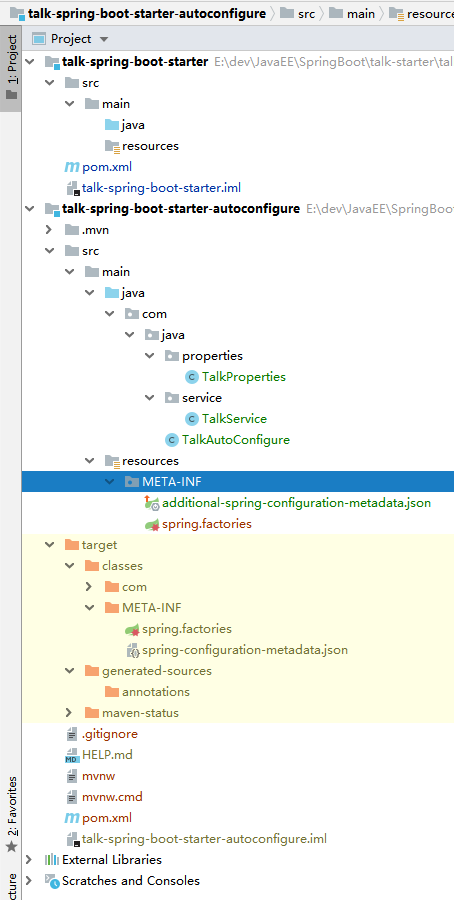 talk-spring-boot-starter-autoconfigure src main resource
1: Project
Project
talk-spring-boot-starter E:\dev\JavaEE\SpringBoot\talk-starter\tal
src
main
java
resources
pom.xml
talk-spring-boot-starter.iml
talk-spring-boot-starter-autoconfigure E:\dev\JavaEE\SpringBoot
.mvn
src
main
java
com
java
properties
TalkProperties
service
TalkService
TalkAutoConfigure
resources
META-INF
additional-spring-configuration-metadata.json
spring.factories
target
classes
com
META-INF
spring.factories
spring-configuration-metadata.json
generated-sources
annotations
maven-status
.gitignore
HELP.md
mvnw
mvnw.cmd
pom.xml
talk-spring-boot-starter-autoconfigure.iml
External Libraries
Scratches and Consoles
2: Favorites
cture